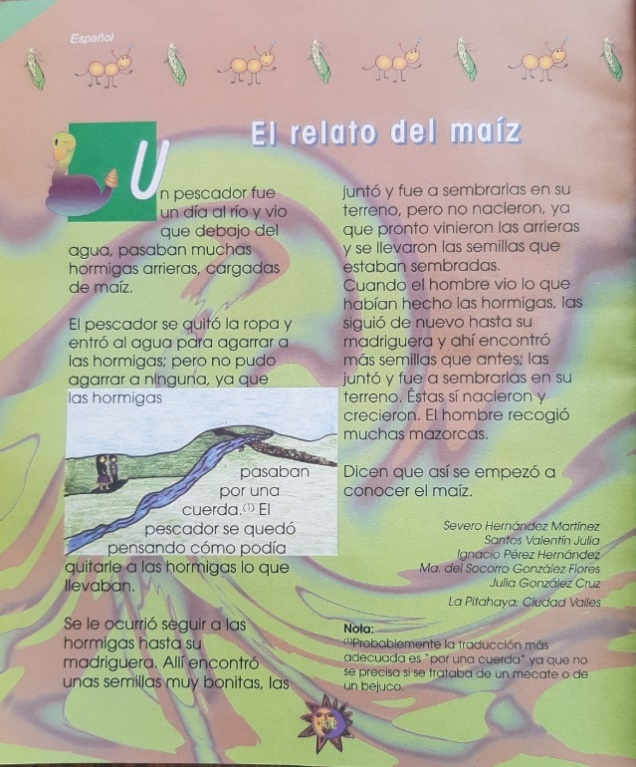 Español
El relato del maíz
Un pescador fue
un día al río y vio
que debajo del
agua, pasaban muchas
hormigas arrieras, cargadas
de maíz.
El pescador se quitó la ropa y
entró al agua para agarrar a
las hormigas; pero no pudo
agarrar a ninguna, ya que
las hormigas
pasaban
por una
cuerda.(1) El
pescador se quedó
pensando cómo podía
quitarle a las hormigas lo que
llevaban.
Se le ocurrió seguir a las
hormigas hasta su
madriguera. Allí encontró
unas semillas muy bonitas, las
juntó y fue a sembrarlas en su
terreno, pero no nacieron, ya
que pronto vinieron las arrieras
y se llevaron las semillas que
estaban sembradas.
Cuando el hombre vio lo que
habían hecho las hormigas, las
siguió de nuevo hasta su
madriguera y ahí encontró
más semillas que antes; las
juntó y fue a sembrarlas en su
terreno. Éstas sí nacieron y
crecieron. El hombre recogió
muchas mazorcas.
Dicen que así se empezó a
conocer el maíz.
Severo Hernández Martínez
Santos Valentín Julia
Ignacio Pérez Hernández
Ma. del Socorro González Flores
Julia González Cruz
La Pitahaya, Ciudad Valles
Nota:
(1)Probablemente la traducción más
adecuada es "por una cuerda" ya que no
se precisa si se trataba de un mecate o de
un bejuco.